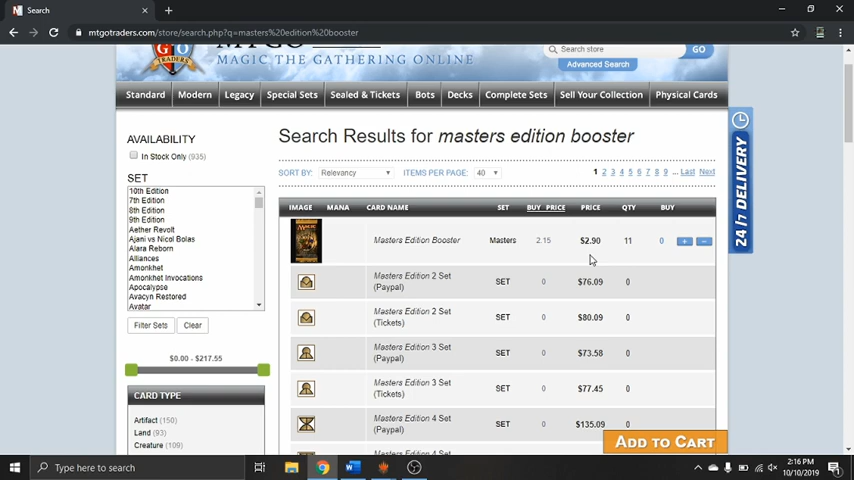 Search
mtgotraders.com/store/search.php?q=masters%20edition%20booster
GO
TRADERS
MAGIC THE GATHERING ONLINE
Search store
GO
Advanced Search
Standard Modern Legacy Special Sets Sealed & Tickets Bots Decks Complete Sets Sell Your Collection Physical Cards
24/7 DELIVERY
AVAILABILITY
In Stock Only (935)
SET
10th Edition
7th Edition
8th Edition
9th Edition
Aether Revolt
Ajani vs Nicol Bolas
Alara Reborn
Alliances
Amonkhet
Amonkhet Invocations
Apocalypse
Avacyn Restored
Avatar
Filter Sets Clear
$0.00 - $217.55
CARD TYPE
Artifact (150)
Land (93)
Creature (109)
Search Results for masters edition booster
SORT BY: Relevancy ITEMS PER PAGE: 40 1 2 3 4 5 6 7 8 9 ... Last Next
IMAGE MANA CARD NAME SET BUY PRICE PRICE QTY BUY
Masters Edition Booster Masters 2.15 $2.90 11 0 + −
Masters Edition 2 Set
(Paypal) SET 0 $76.09 0
Masters Edition 2 Set
(Tickets) SET 0 $80.09 0
Masters Edition 3 Set
(Paypal) SET 0 $73.58 0
Masters Edition 3 Set
(Tickets) SET 0 $77.45 0
Masters Edition 4 Set
(Paypal) SET 0 $135.09 0
Masters Edition 4 Set
ADD TO CART
Type here to search
2:16 PM
10/10/2019